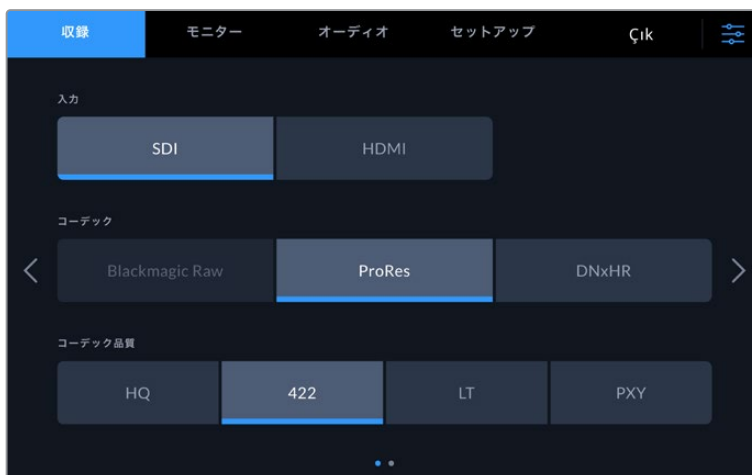 収録 モニター オーディオ セットアップ Çık
入力
SDI HDMI
コーデック
Blackmagic Raw ProRes DNxHR
コーデック品質
HQ 422 LT PXY